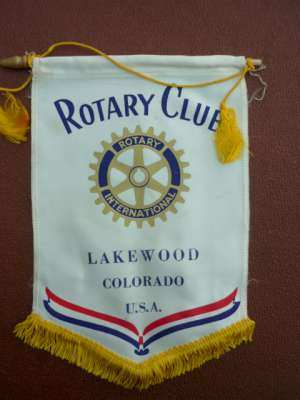 ROTARY CLUB
ROTARY
INTERNATIONAL
LAKEWOOD
COLORADO
U.S.A.